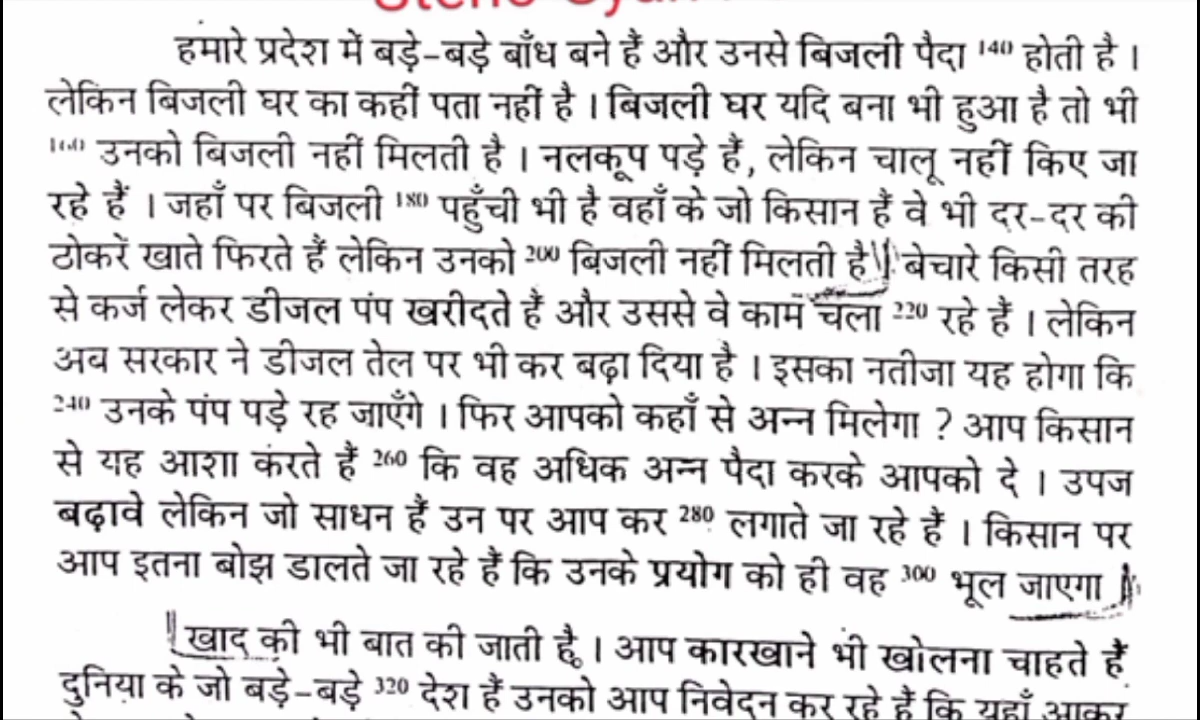 हमारे प्रदेश में बड़े-बड़े बाँध बने हैं और उनसे बिजली पैदा 140 होती है ।
लेकिन बिजली घर का कहीं पता नहीं है । बिजली घर यदि बना भी हुआ है तो भी
160 उनको बिजली नहीं मिलती है । नलकूप पड़े हैं, लेकिन चालू नहीं किए जा
रहे हैं । जहाँ पर बिजली 180 पहुँची भी है वहाँ के जो किसान हैं वे भी दर-दर की
ठोकरें खाते फिरते हैं लेकिन उनको 200 बिजली नहीं मिलती है । बेचारे किसी तरह
से कर्ज लेकर डीजल पंप खरीदते हैं और उससे वे काम चला 220 रहे हैं । लेकिन
अब सरकार ने डीजल तेल पर भी कर बढ़ा दिया है । इसका नतीजा यह होगा कि
240 उनके पंप पड़े रह जाएँगे । फिर आपको कहाँ से अन्न मिलेगा ? आप किसान
से यह आशा करते हैं 260 कि वह अधिक अन्न पैदा करके आपको दे । उपज
बढ़ावे लेकिन जो साधन हैं उन पर आप कर 280 लगाते जा रहे हैं । किसान पर
आप इतना बोझ डालते जा रहे हैं कि उनके प्रयोग को ही वह 300 भूल जाएगा ।
खाद की भी बात की जाती है । आप कारखाने भी खोलना चाहते हैं
दुनिया के जो बड़े-बड़े 320 देश हैं उनको आप निवेदन कर रहे हैं कि यहाँ आकर